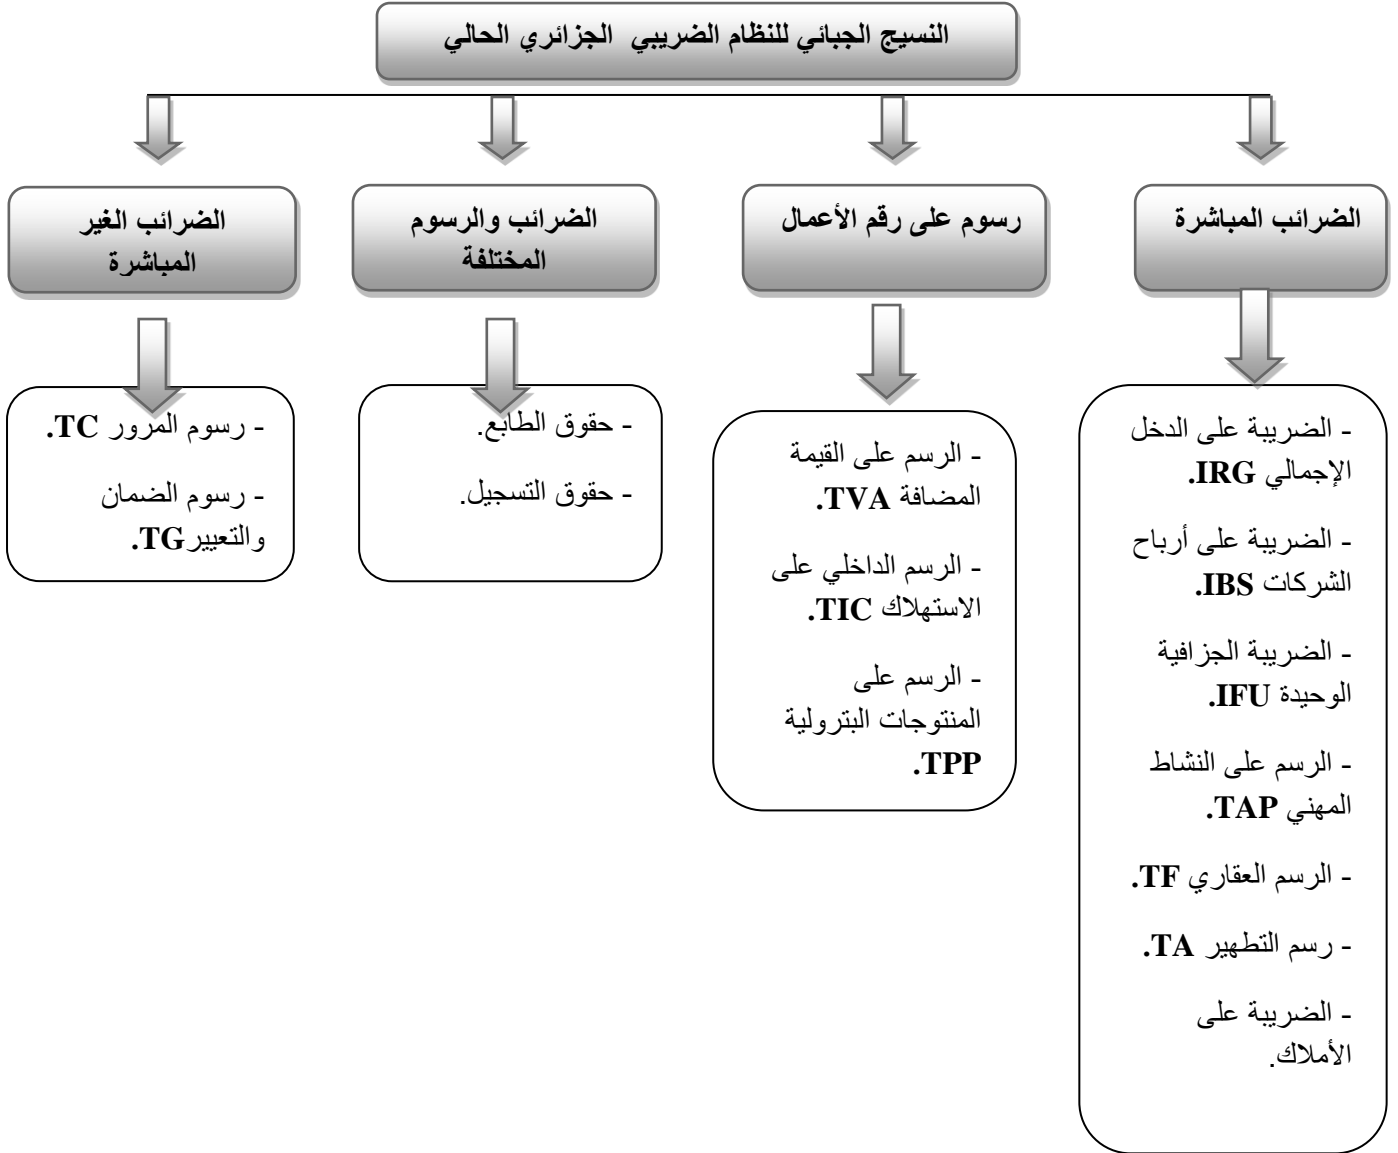 النسيج الجبائي للنظام الضريبي الجزائري الحالي
الضرائب المباشرة
رسوم على رقم الأعمال
الضرائب والرسوم
المختلفة
الضرائب الغير
المباشرة
- الضريبة على الدخل
الإجمالي IRG.
- الضريبة على أرباح
الشركات IBS.
- الضريبة الجزافية
الوحيدة IFU.
- الرسم على النشاط
المهني TAP.
- الرسم العقاري TF.
- رسم التطهير TA.
- الضريبة على
الأملاك.
- الرسم على القيمة
المضافة TVA.
- الرسم الداخلي على
الاستهلاك TIC.
- الرسم على
المنتوجات البترولية
TPP.
- حقوق الطابع.
- حقوق التسجيل.
- رسوم المرور TC.
- رسوم الضمان
والتعيير TG.